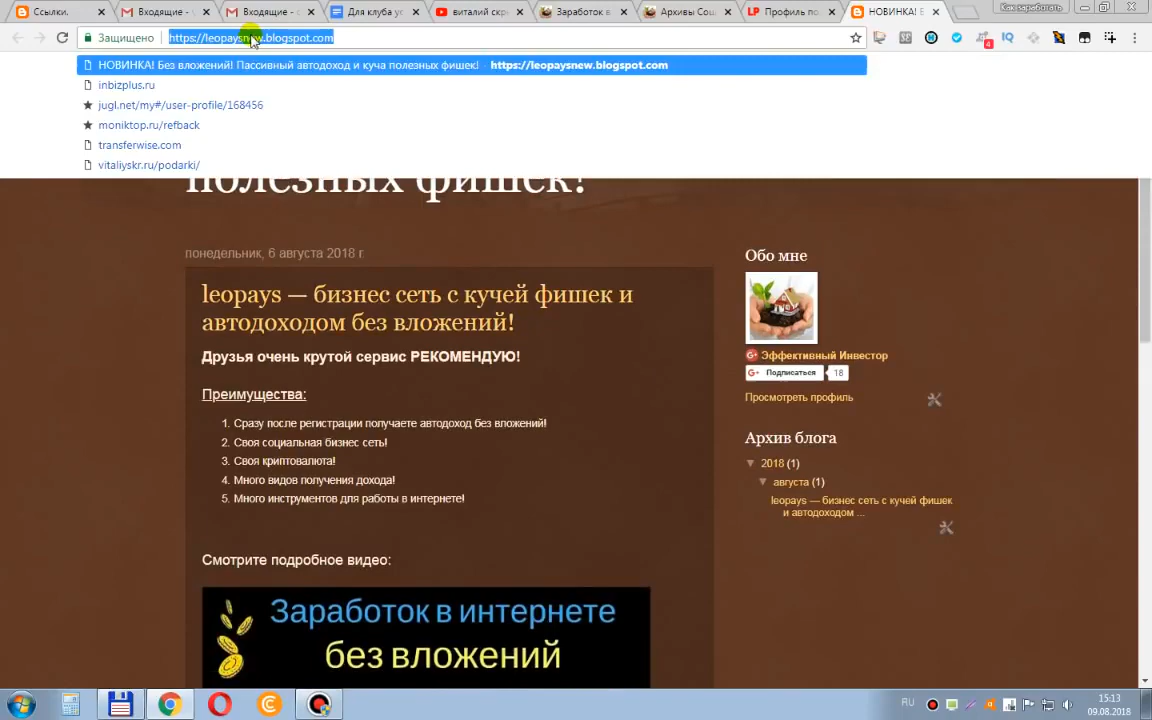 Ссылки.
Входящие -
Входящие - с
Для клуба ус
виталий скр
Заработок в
Архивы Соц
Профиль по
НОВИНКА! Б
Как заработать
Защищено
https://leopaysnew.blogspot.com
4
НОВИНКА! Без вложений! Пассивный автодоход и куча полезных фишек! - https://leopaysnew.blogspot.com
inbizplus.ru
jugl.net/my#/user-profile/168456
moniktop.ru/refback
transferwise.com
vitaliyskr.ru/podarki/
полезных фишек!
понедельник, 6 августа 2018 г.
leopays — бизнес сеть с кучей фишек и
автодоходом без вложений!
Друзья очень крутой сервис РЕКОМЕНДУЮ!
Преимущества:
1. Сразу после регистрации получаете автодоход без вложений!
2. Своя социальная бизнес сеть!
3. Своя криптовалюта!
4. Много видов получения дохода!
5. Много инструментов для работы в интернете!
Смотрите подробное видео:
Заработок в интернете
без вложений
Обо мне
Эффективный Инвестор
Подписаться 18
Просмотреть профиль
Архив блога
▼ 2018 (1)
▼ августа (1)
leopays — бизнес сеть с кучей фишек
и автодоходом ...
RU
15:13
09.08.2018